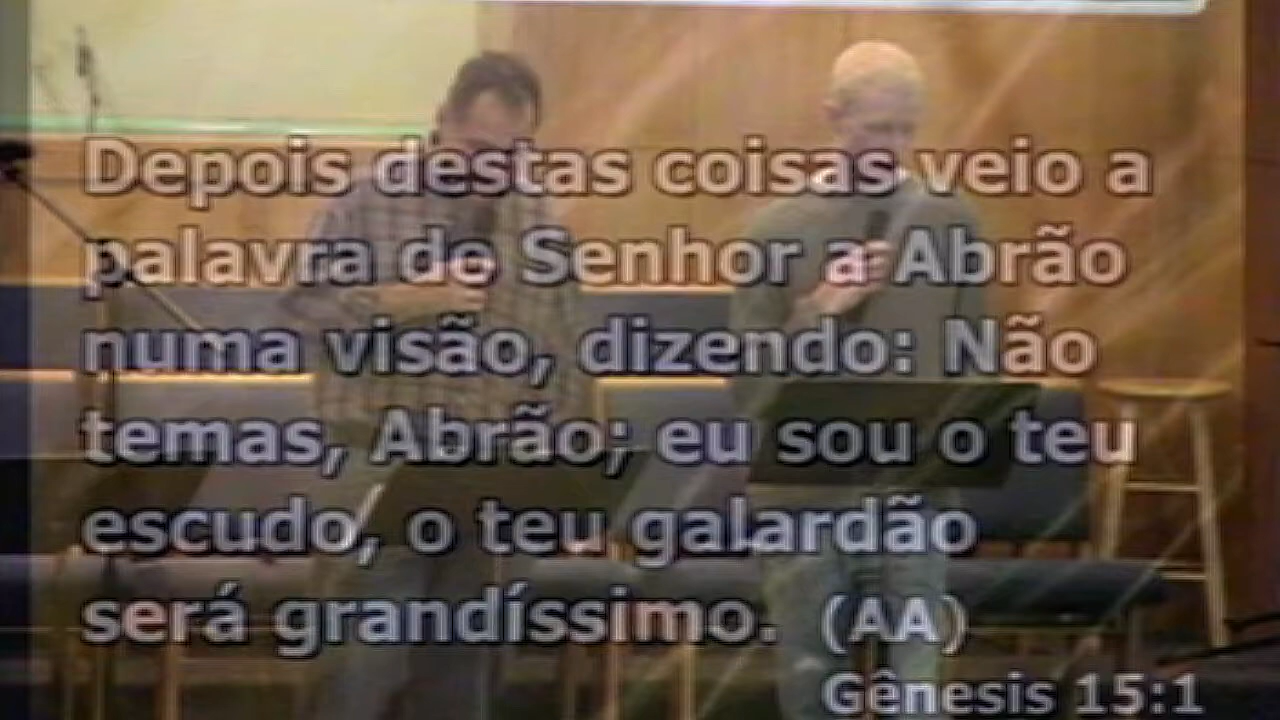 Depois destas coisas veio a
palavra do Senhor a Abrão
numa visão, dizendo: Não
temas, Abrão; eu sou o teu
escudo, o teu galardão
será grandíssimo. (AA)
Gênesis 15:1